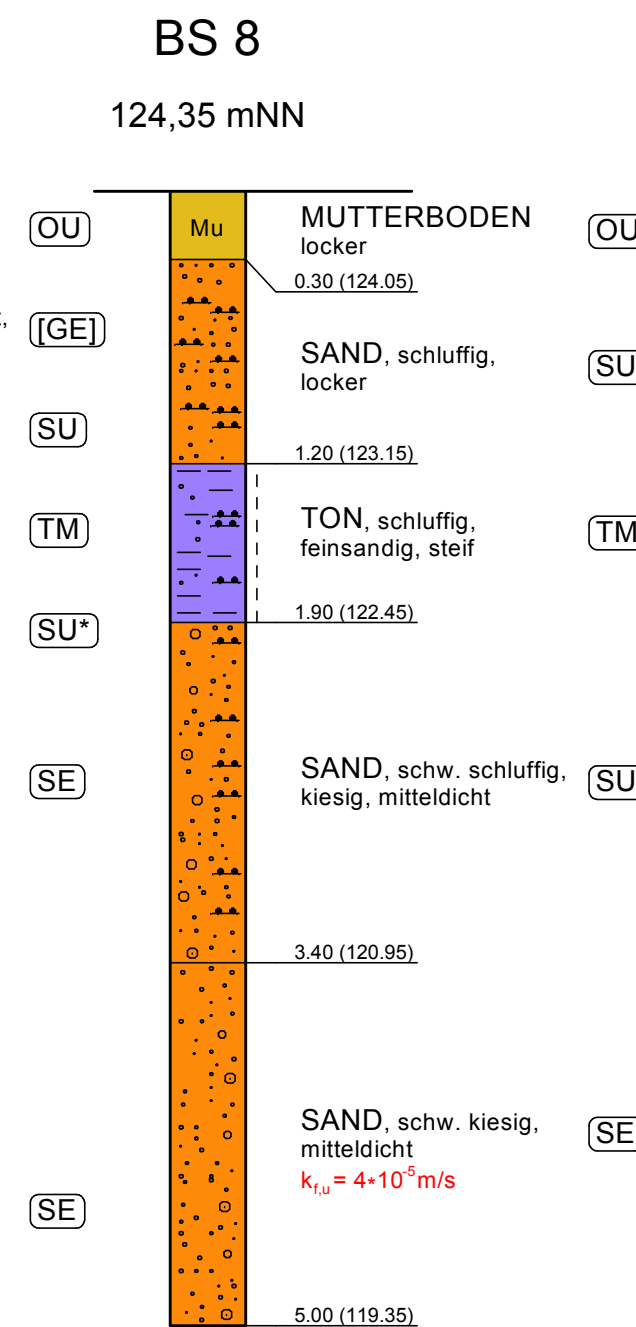 BS 8
124,35 mNN
OU
Mu
MUTTERBODEN
locker
OU
0.30 (124.05)
[GE]
SAND, schluffig,
locker
SU
SU
1.20 (123.15)
TM
TON, schluffig,
feinsandig, steif
TM
1.90 (122.45)
SU*
SE
SAND, schw. schluffig,
kiesig, mitteldicht
SU
3.40 (120.95)
SAND, schw. kiesig,
mitteldicht
SE
k_f,u = 4*10^-5 m/s
SE
5.00 (119.35)